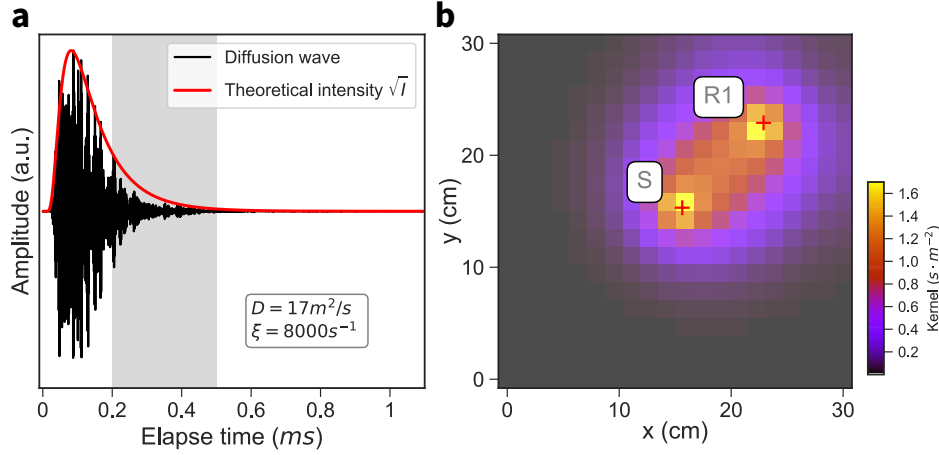 a
Diffusion wave
Theoretical intensity √I
Amplitude (a.u.)
D = 17m²/s
ξ = 8000s⁻¹
0 0.2 0.4 0.6 0.8 1
Elapse time (ms)
b
30
20
10
0
y (cm)
R1
S
0 10 20 30
x (cm)
1.6
1.4
1.2
1.0
0.8
0.6
0.4
0.2
Kernel (s · m⁻²)